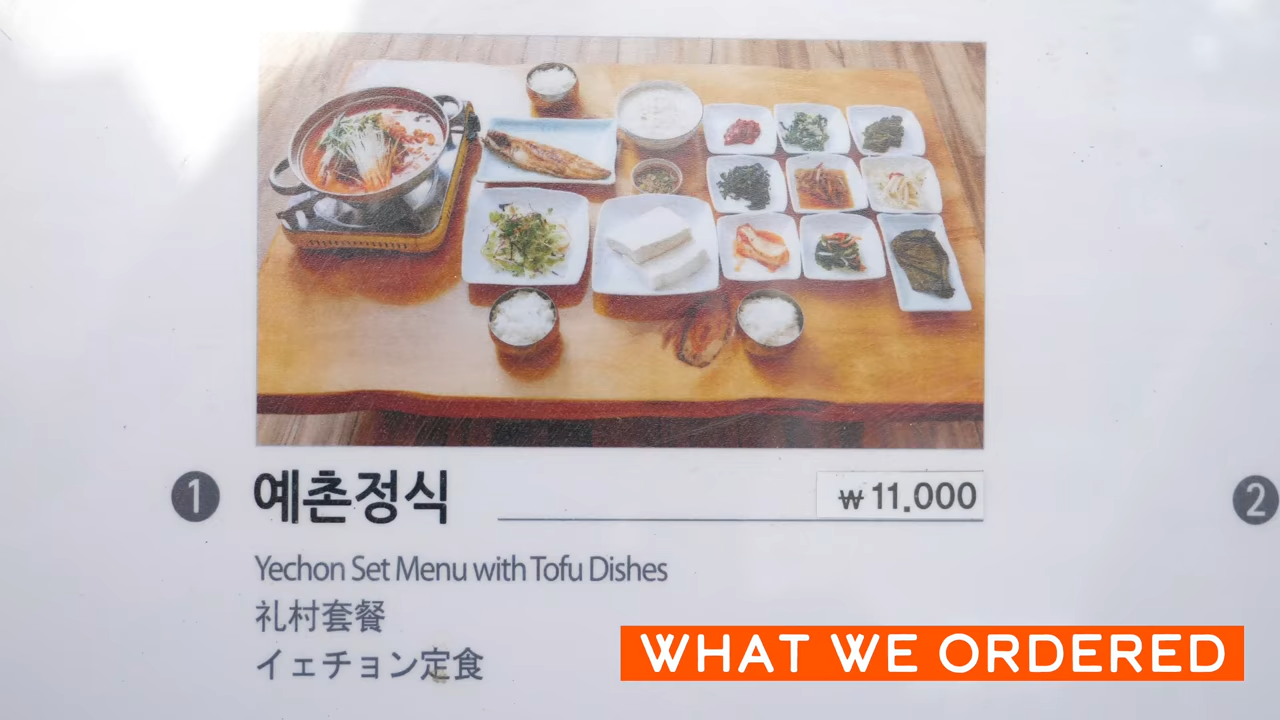 1 예촌정식 ₩11.000
Yechon Set Menu with Tofu Dishes
礼村套餐
イェチョン定食
2
WHAT WE ORDERED